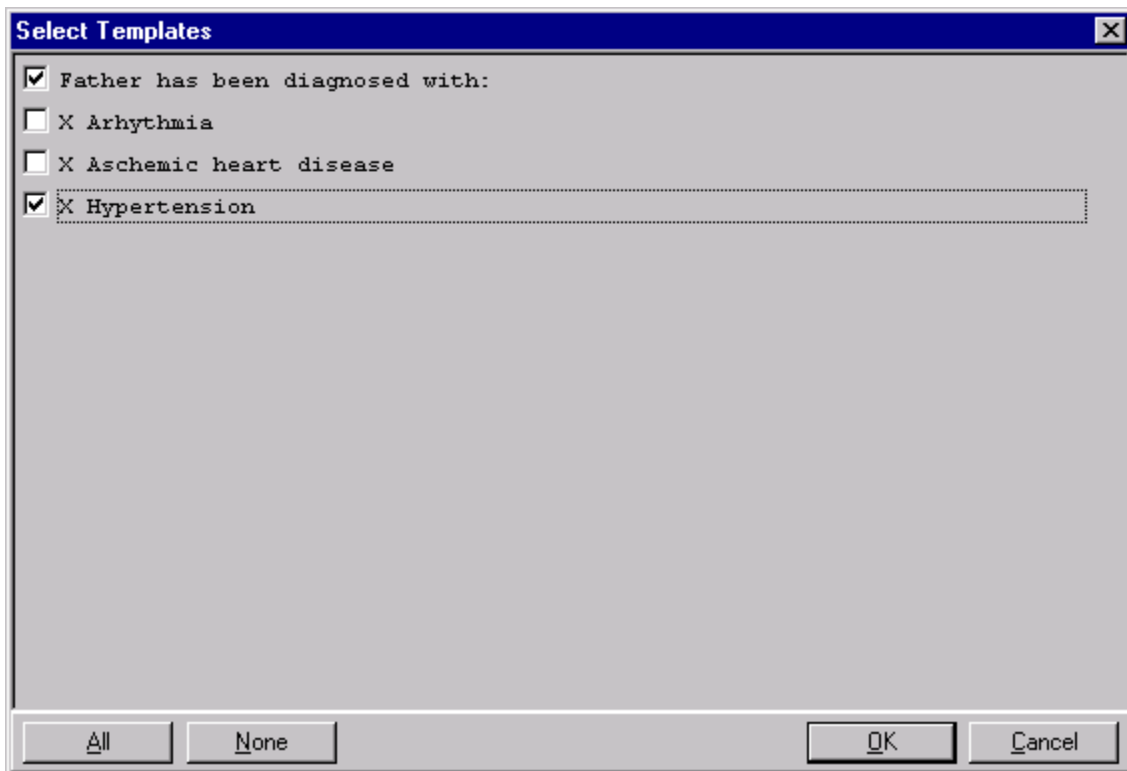 Select Templates
Father has been diagnosed with:
X Arhythmia
X Aschemic heart disease
X Hypertension
All None OK Cancel